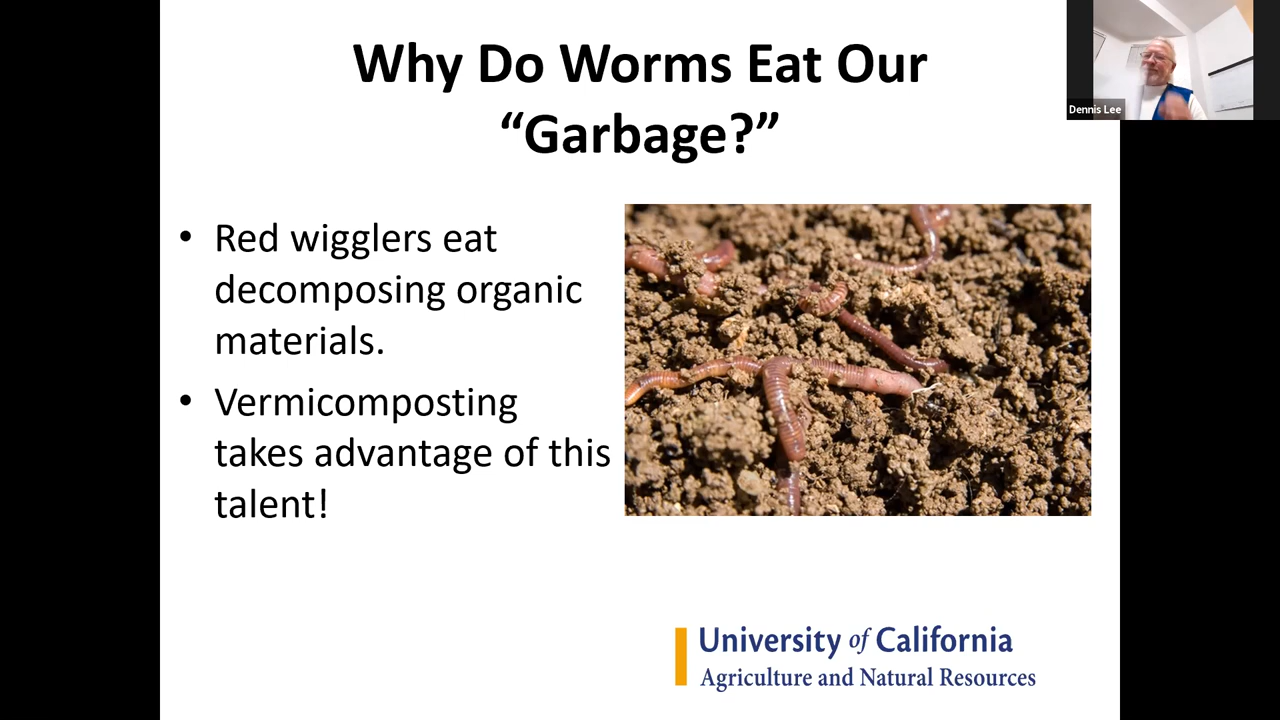 Why Do Worms Eat Our
“Garbage?”
Dennis Lee
• Red wigglers eat
decomposing organic
materials.
• Vermicomposting
takes advantage of this
talent!
University of California
Agriculture and Natural Resources